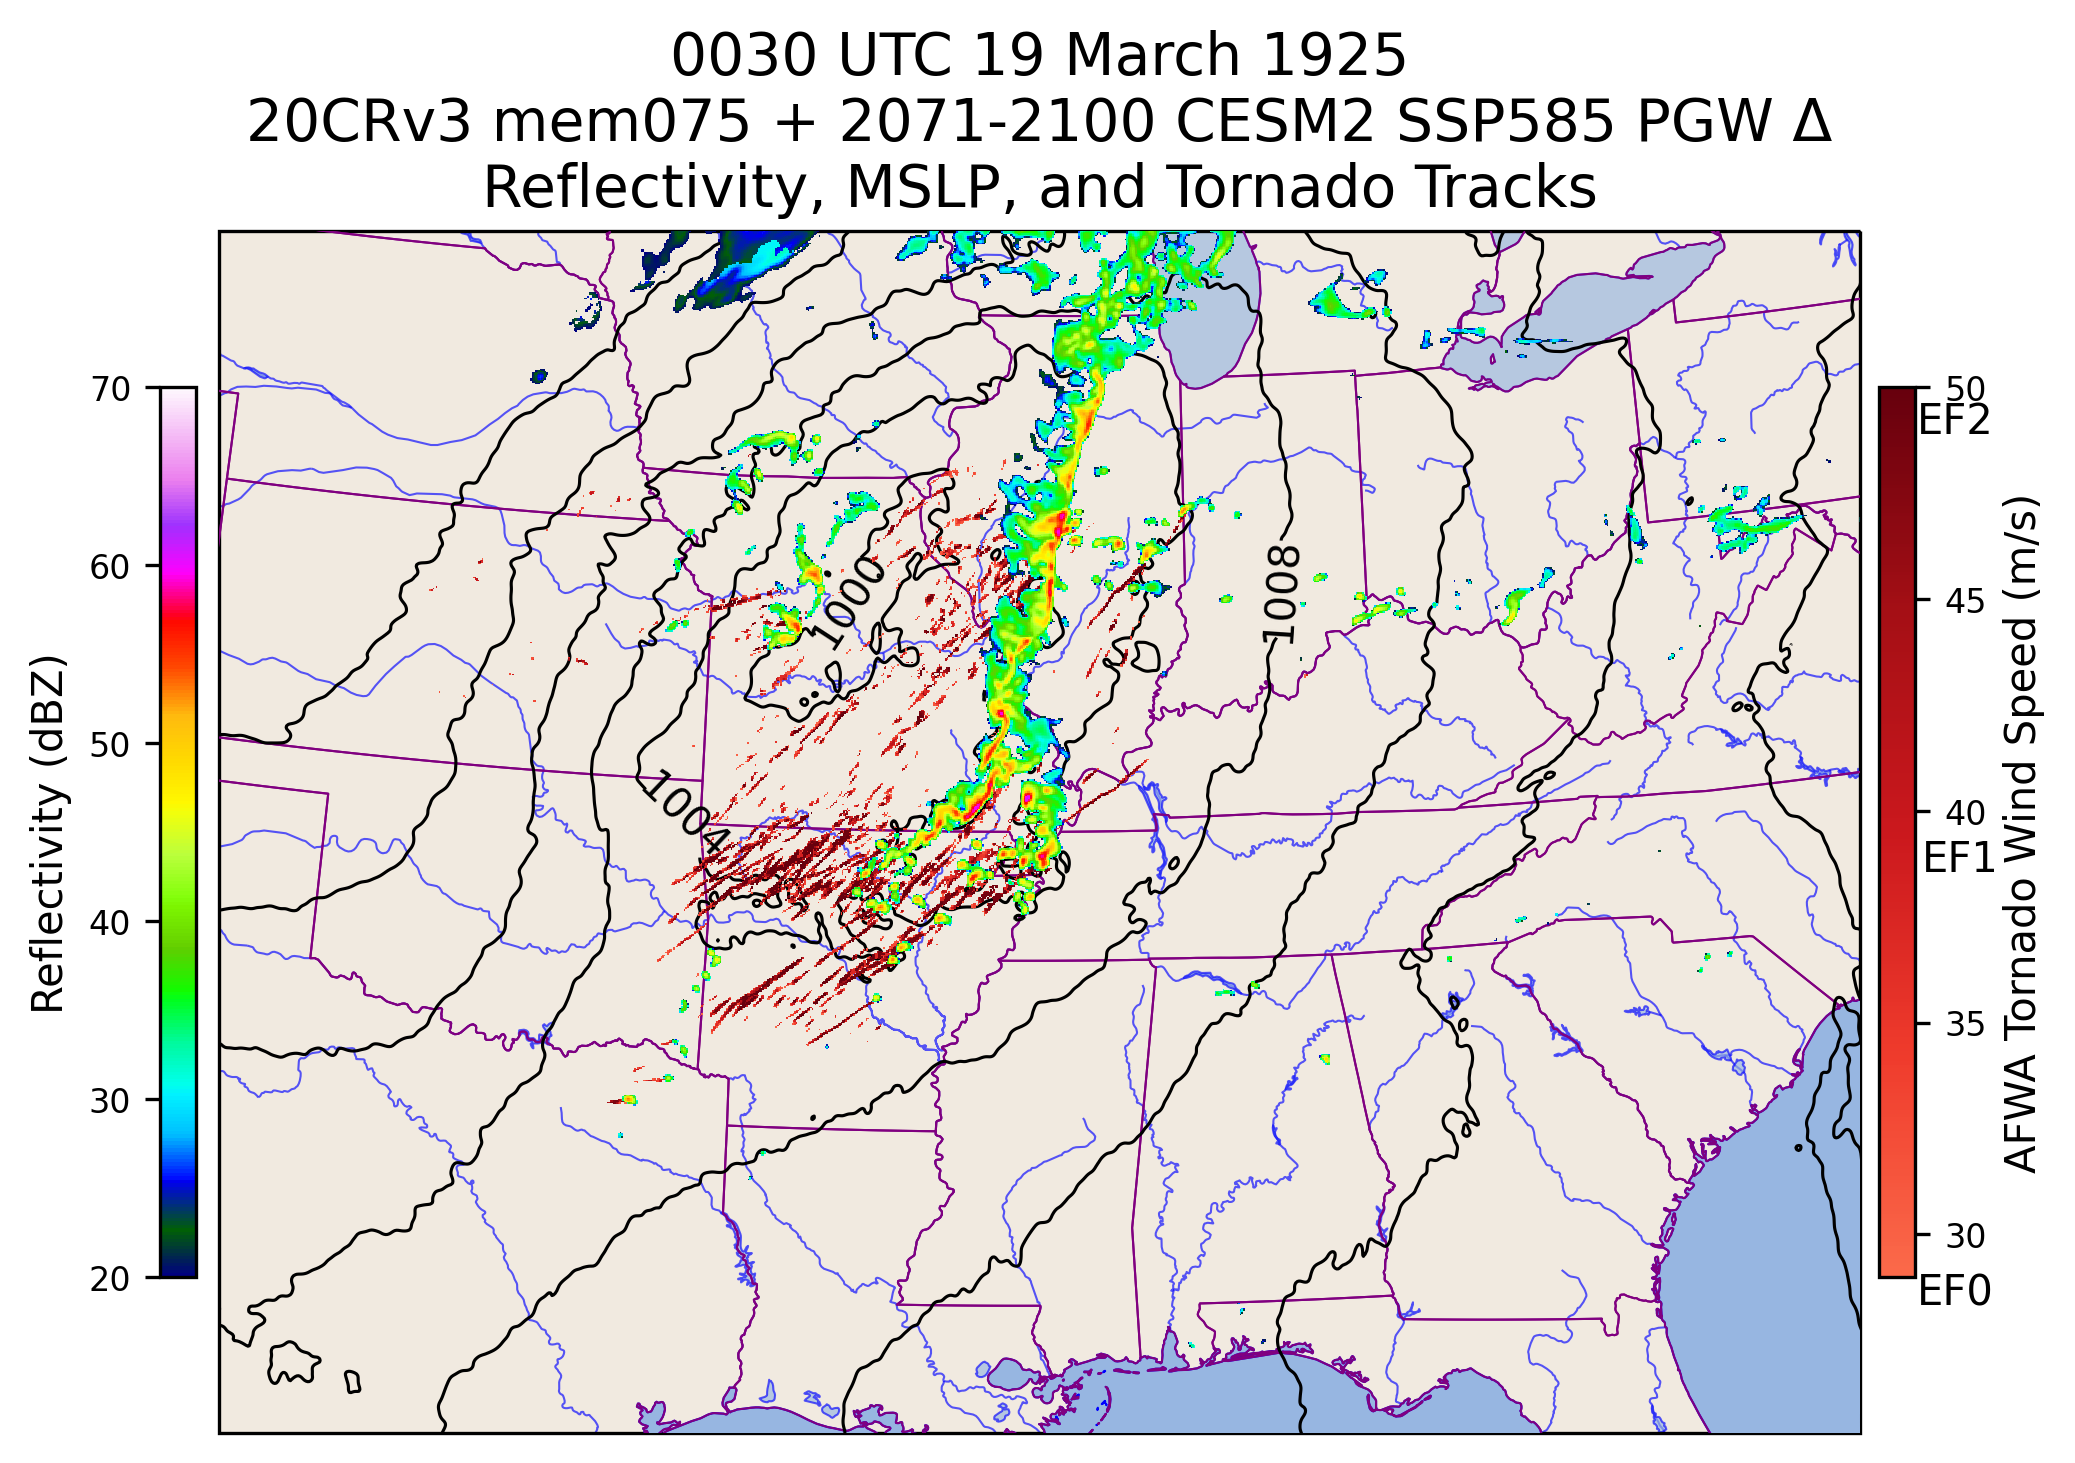 0030 UTC 19 March 1925
20CRv3 mem075 + 2071-2100 CESM2 SSP585 PGW Δ
Reflectivity, MSLP, and Tornado Tracks
70
60
50
40
30
20
Reflectivity (dBZ)
1000
1008
1004
50
EF2
45
40
EF1
35
30
EF0
AFWA Tornado Wind Speed (m/s)